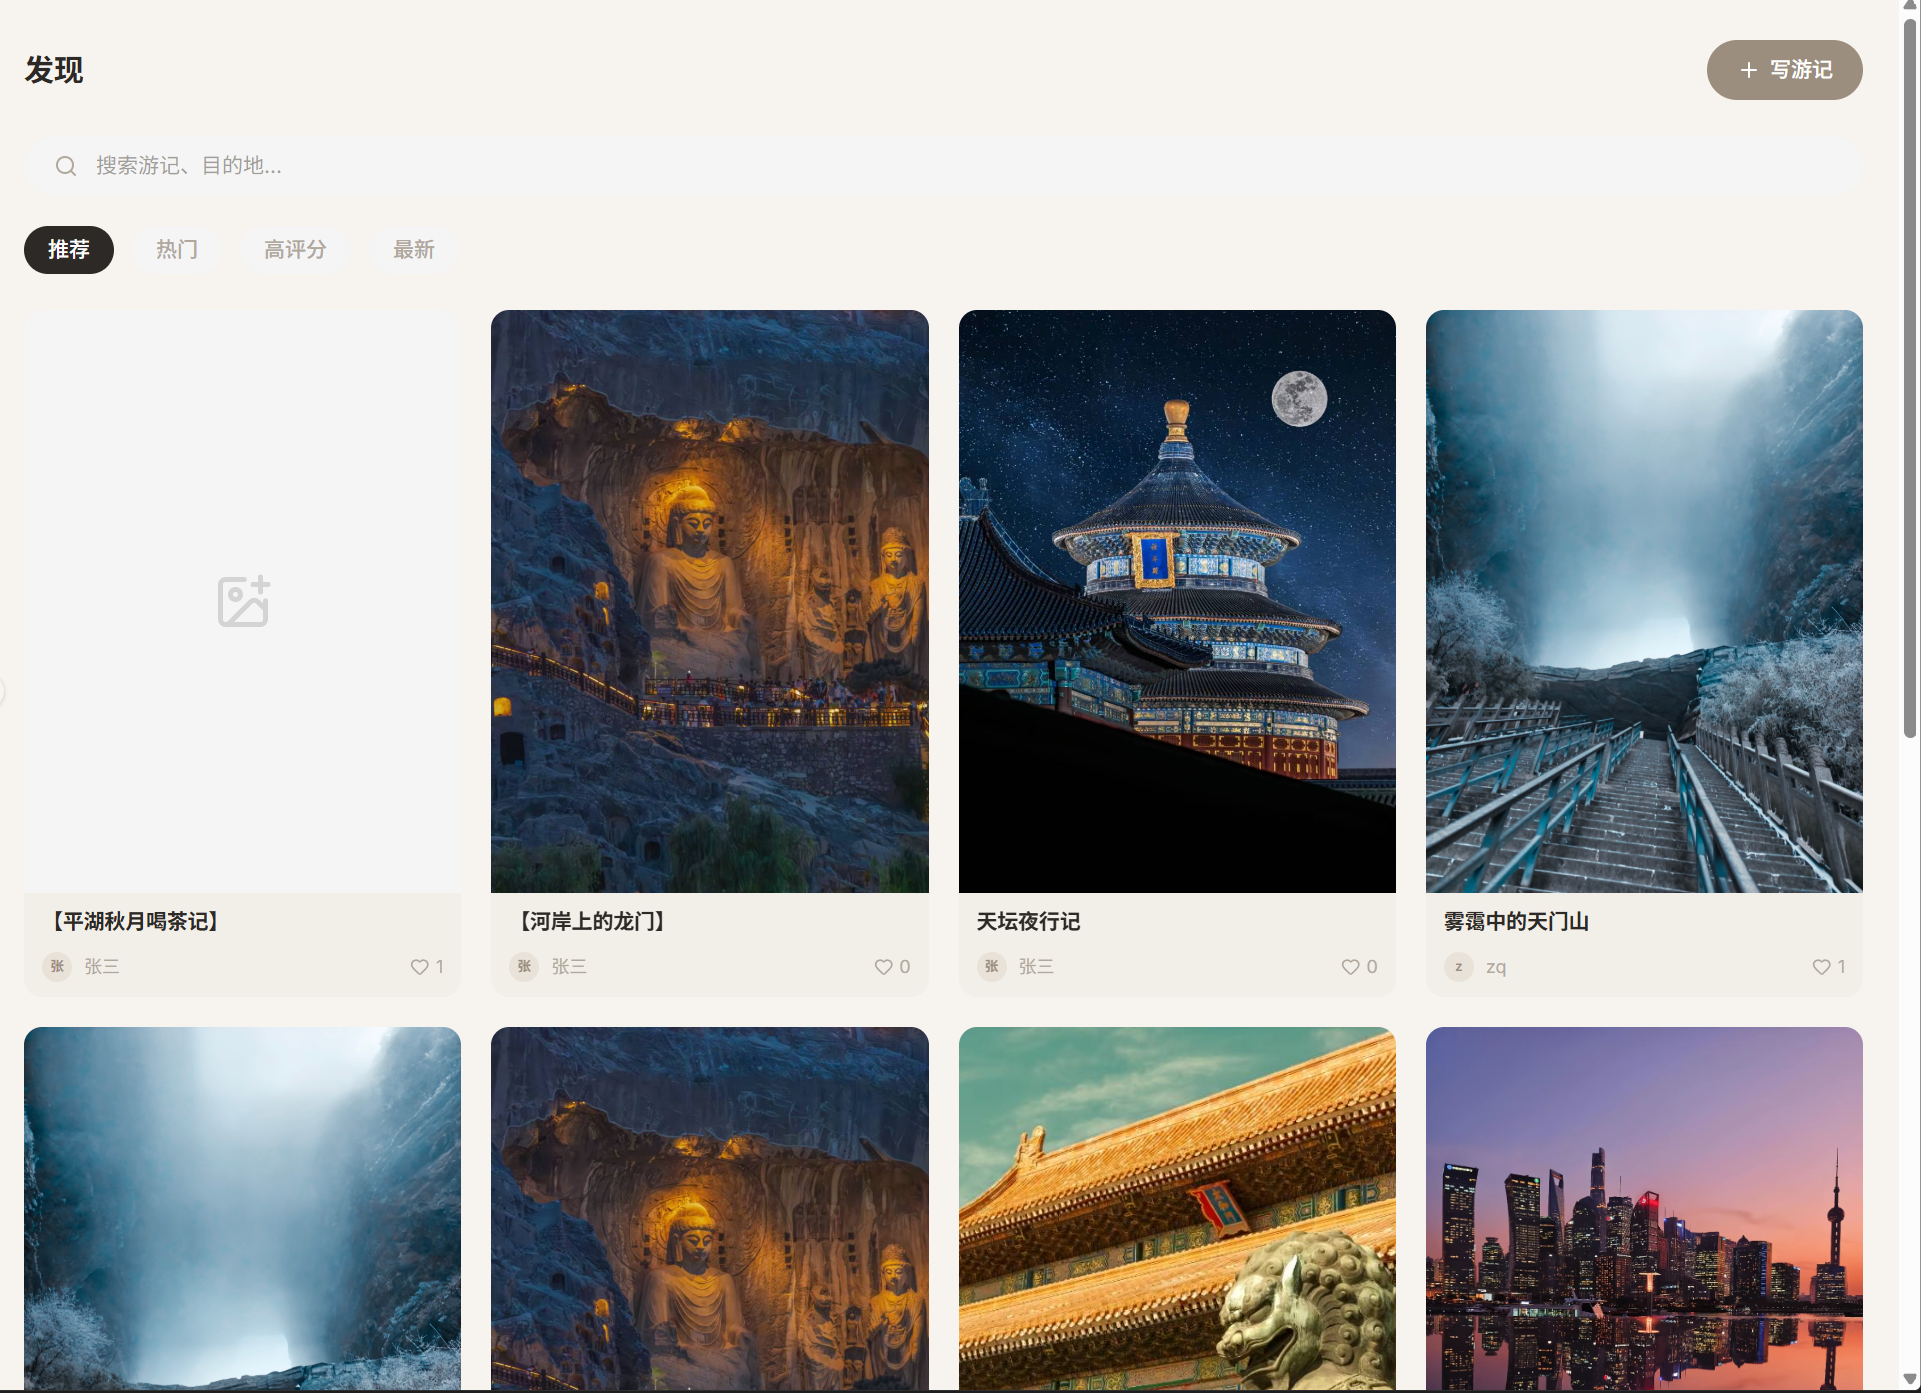 发现
写游记
搜索游记、目的地...
推荐
热门
高评分
最新
【平湖秋月喝茶记】
张 张三 1
【河岸上的龙门】
张 张三 0
天坛夜行记
张 张三 0
雾霭中的天门山
z zq 1